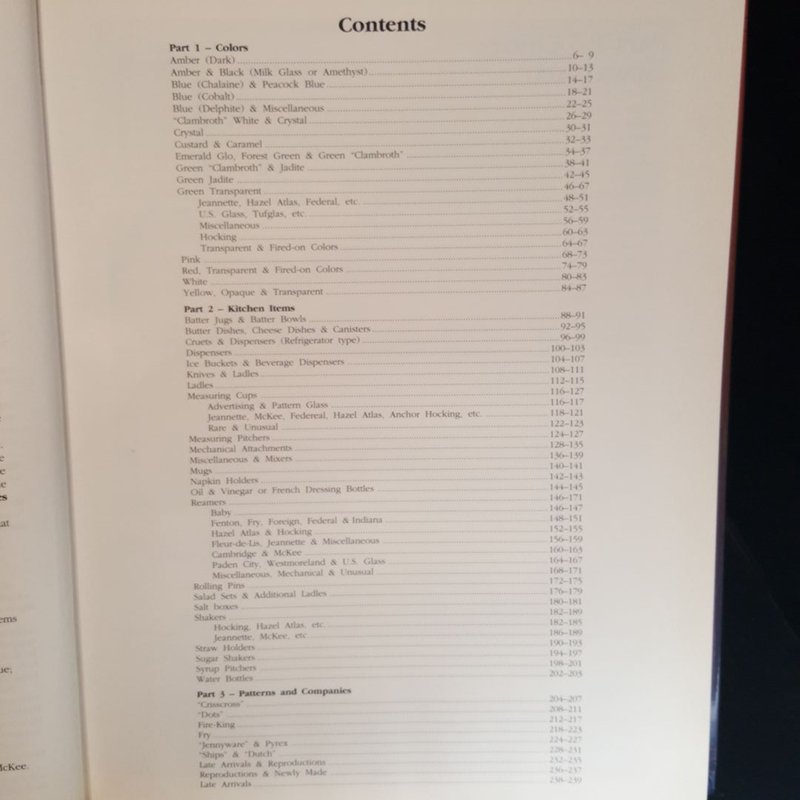 .
e
e
e
es
at
ems
ue;
cKee.
Contents
Part 1 – Colors
Amber (Dark) 6–9
Amber & Black (Milk Glass or Amethyst) 10–13
Blue (Chalaine) & Peacock Blue 14–17
Blue (Cobalt) 18–21
Blue (Delphite) & Miscellaneous 22–25
"Clambroth" White & Crystal 26–29
Crystal 30–31
Custard & Caramel 32–33
Emerald Glo, Forest Green & Green "Clambroth" 34–37
Green "Clambroth" & Jadite 38–41
Green Jadite 42–45
Green Transparent 46–67
Jeannette, Hazel Atlas, Federal, etc. 48–51
U.S. Glass, Tufglas, etc. 52–55
Miscellaneous 56–59
Hocking 60–63
Transparent & Fired-on Colors 64–67
Pink 68–73
Red, Transparent & Fired-on Colors 74–79
White 80–83
Yellow, Opaque & Transparent 84–87
Part 2 – Kitchen Items
Batter Jugs & Batter Bowls 88–91
Butter Dishes, Cheese Dishes & Canisters 92–95
Cruets & Dispensers (Refrigerator type) 96–99
Dispensers 100–103
Ice Buckets & Beverage Dispensers 104–107
Knives & Ladles 108–111
Ladles 112–115
Measuring Cups 116–127
Advertising & Pattern Glass 116–117
Jeannette, McKee, Federeal, Hazel Atlas, Anchor Hocking, etc. 118–121
Rare & Unusual 122–123
Measuring Pitchers 124–127
Mechanical Attachments 128–135
Miscellaneous & Mixers 136–139
Mugs 140–141
Napkin Holders 142–143
Oil & Vinegar or French Dressing Bottles 144–145
Reamers 146–171
Baby 146–147
Fenton, Fry, Foreign, Federal & Indiana 148–151
Hazel Atlas & Hocking 152–155
Fleur-de-Lis, Jeannette & Miscellaneous 156–159
Cambridge & McKee 160–163
Paden City, Westmoreland & U.S. Glass 164–167
Miscellaneous, Mechanical & Unusual 168–171
Rolling Pins 172–175
Salad Sets & Additional Ladles 176–179
Salt boxes 180–181
Shakers 182–189
Hocking, Hazel Atlas, etc. 182–185
Jeannette, McKee, etc 186–189
Straw Holders 190–193
Sugar Shakers 194–197
Syrup Pitchers 198–201
Water Bottles 202–203
Part 3 – Patterns and Companies
"Crisscross" 204–207
"Dots" 208–211
Fire-King 212–217
Fry 218–223
"Jennyware" & Pyrex 224–227
"Ships" & "Dutch" 228–231
Late Arrivals & Reproductions 232–235
Reproductions & Newly Made 236–237
Late Arrivals 238–239